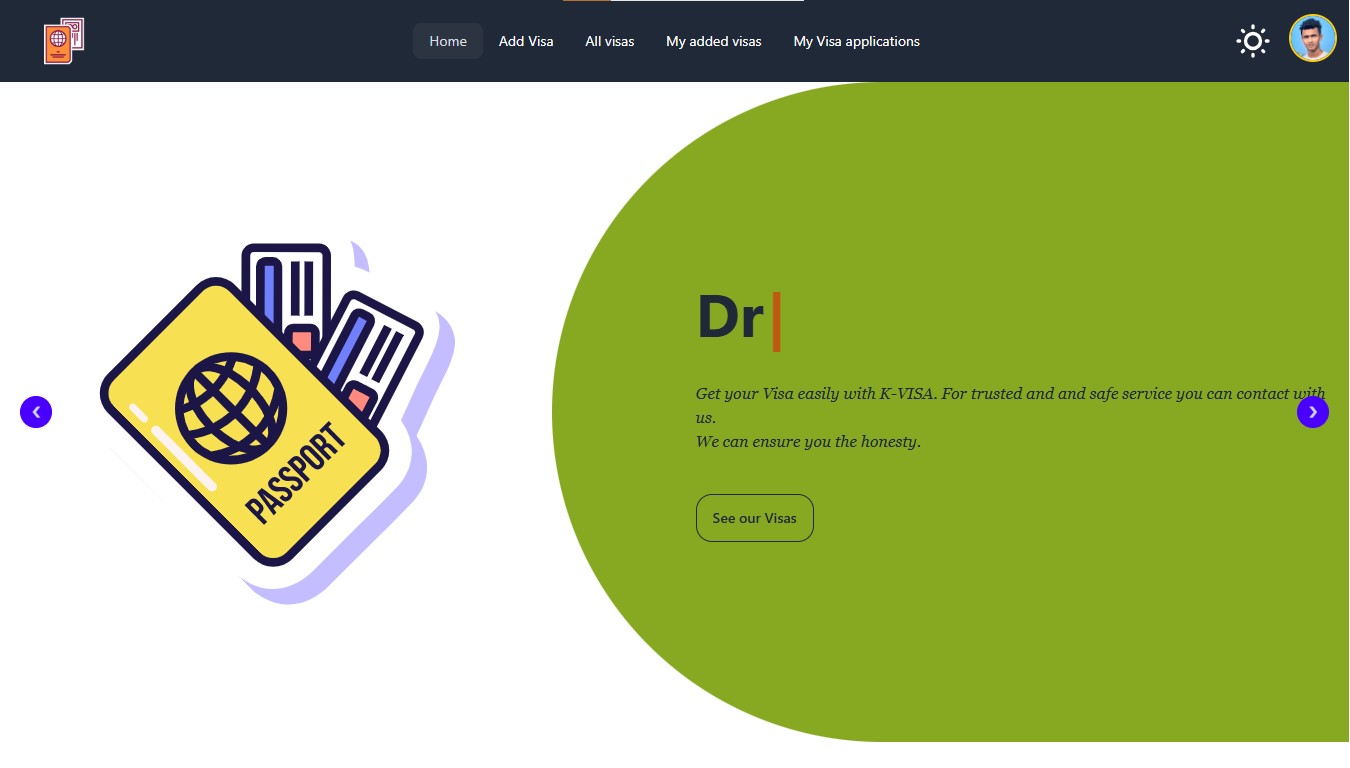 Home Add Visa All visas My added visas My Visa applications
Dr
Get your Visa easily with K-VISA. For trusted and and safe service you can contact with
us.
We can ensure you the honesty.
See our Visas
PASSPORT